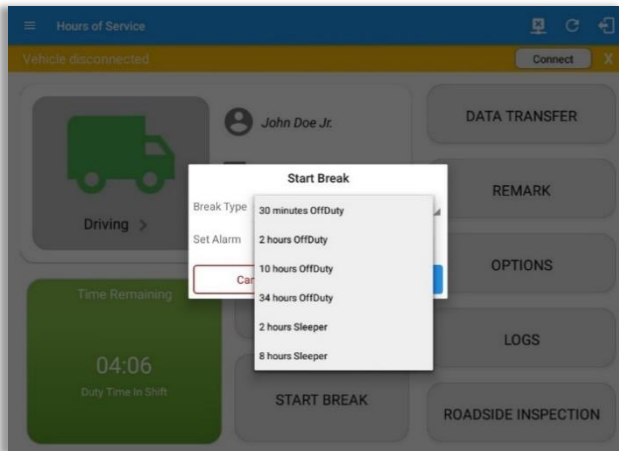 Hours of Service
Vehicle disconnected
Connect X
John Doe Jr.
Driving >
DATA TRANSFER
REMARK
OPTIONS
LOGS
ROADSIDE INSPECTION
Start Break
Break Type
30 minutes OffDuty
2 hours OffDuty
10 hours OffDuty
34 hours OffDuty
2 hours Sleeper
8 hours Sleeper
Set Alarm
Time Remaining
04:06
Duty Time In Shift
START BREAK